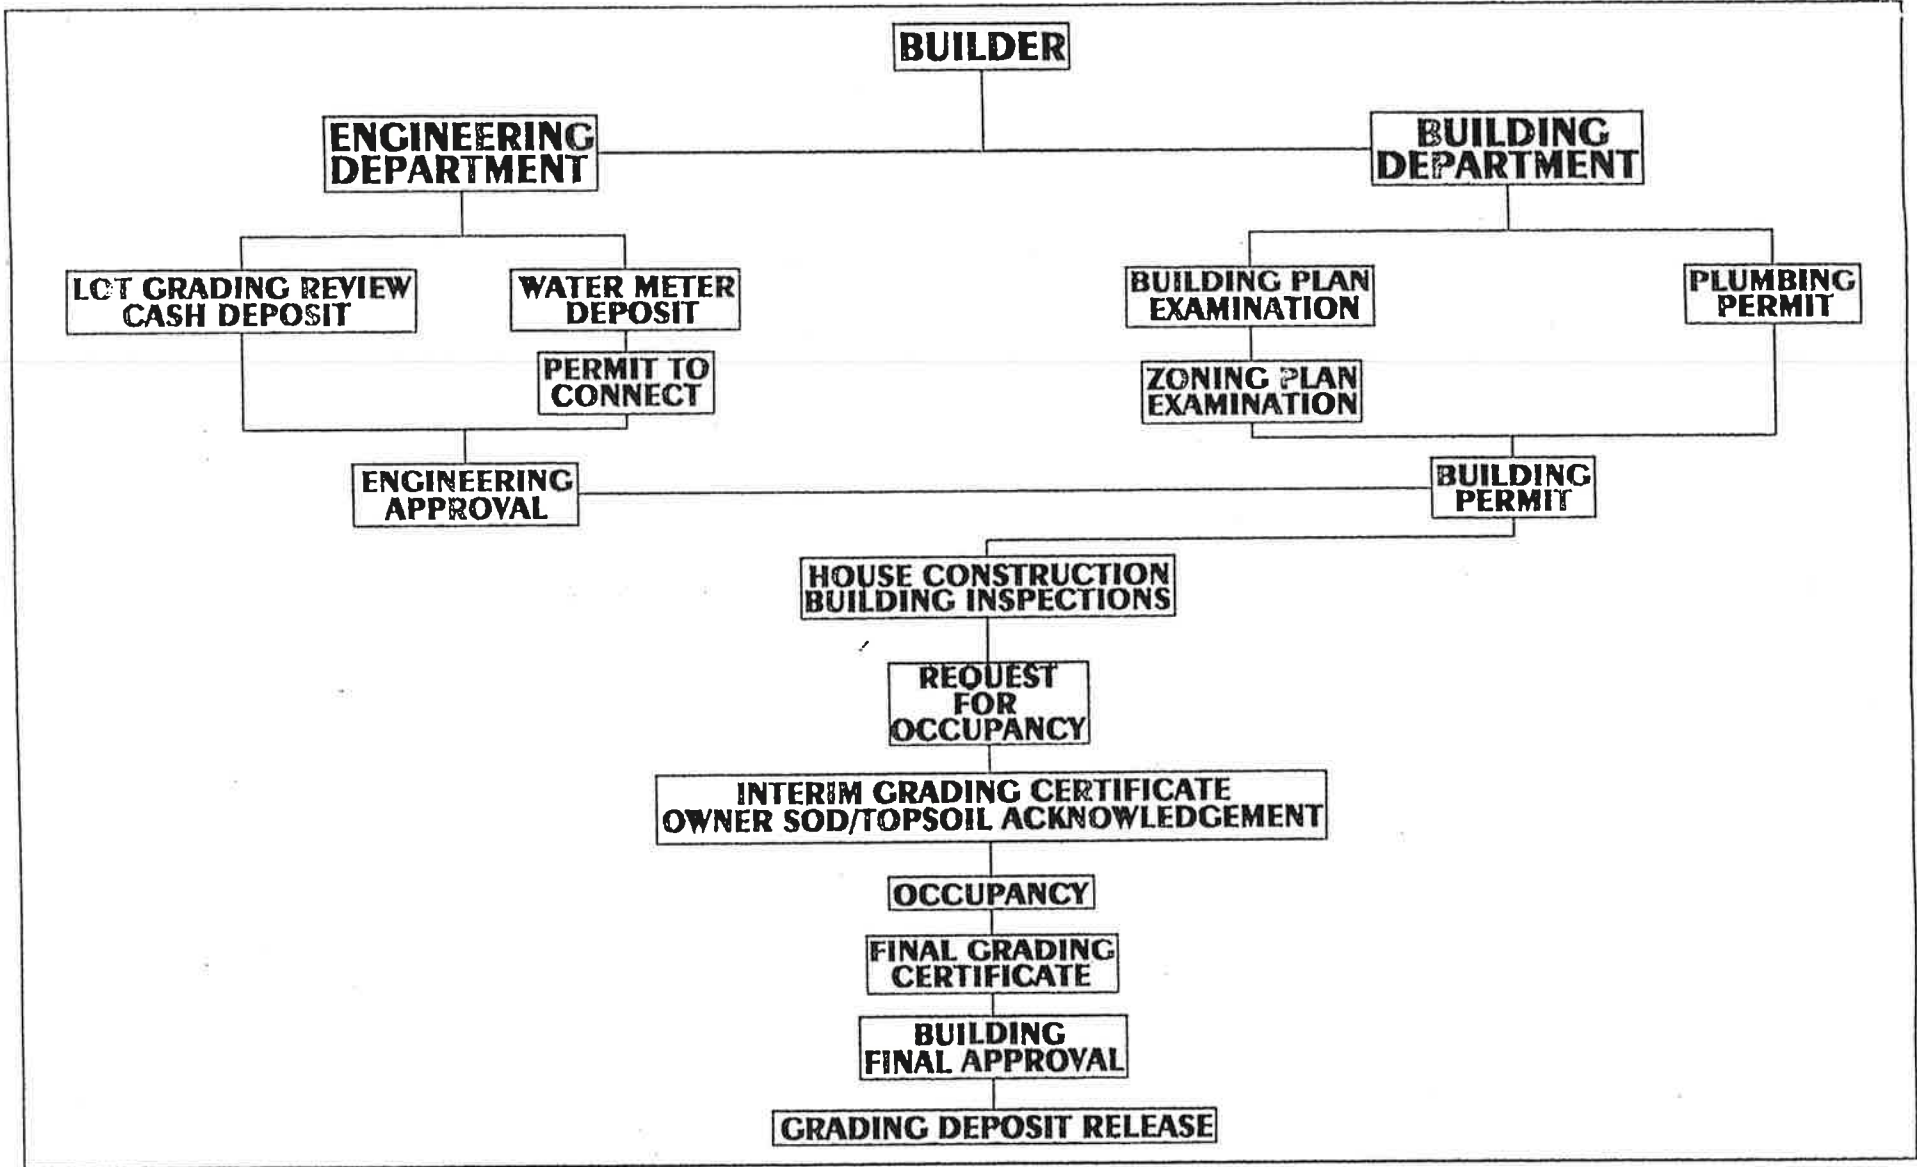 BUILDER
ENGINEERING
DEPARTMENT
BUILDING
DEPARTMENT
LOT GRADING REVIEW
CASH DEPOSIT
WATER METER
DEPOSIT
BUILDING PLAN
EXAMINATION
PLUMBING
PERMIT
PERMIT TO
CONNECT
ZONING PLAN
EXAMINATION
ENGINEERING
APPROVAL
BUILDING
PERMIT
HOUSE CONSTRUCTION
BUILDING INSPECTIONS
REQUEST
FOR
OCCUPANCY
INTERIM GRADING CERTIFICATE
OWNER SOD/TOPSOIL ACKNOWLEDGEMENT
OCCUPANCY
FINAL GRADING
CERTIFICATE
BUILDING
FINAL APPROVAL
GRADING DEPOSIT RELEASE